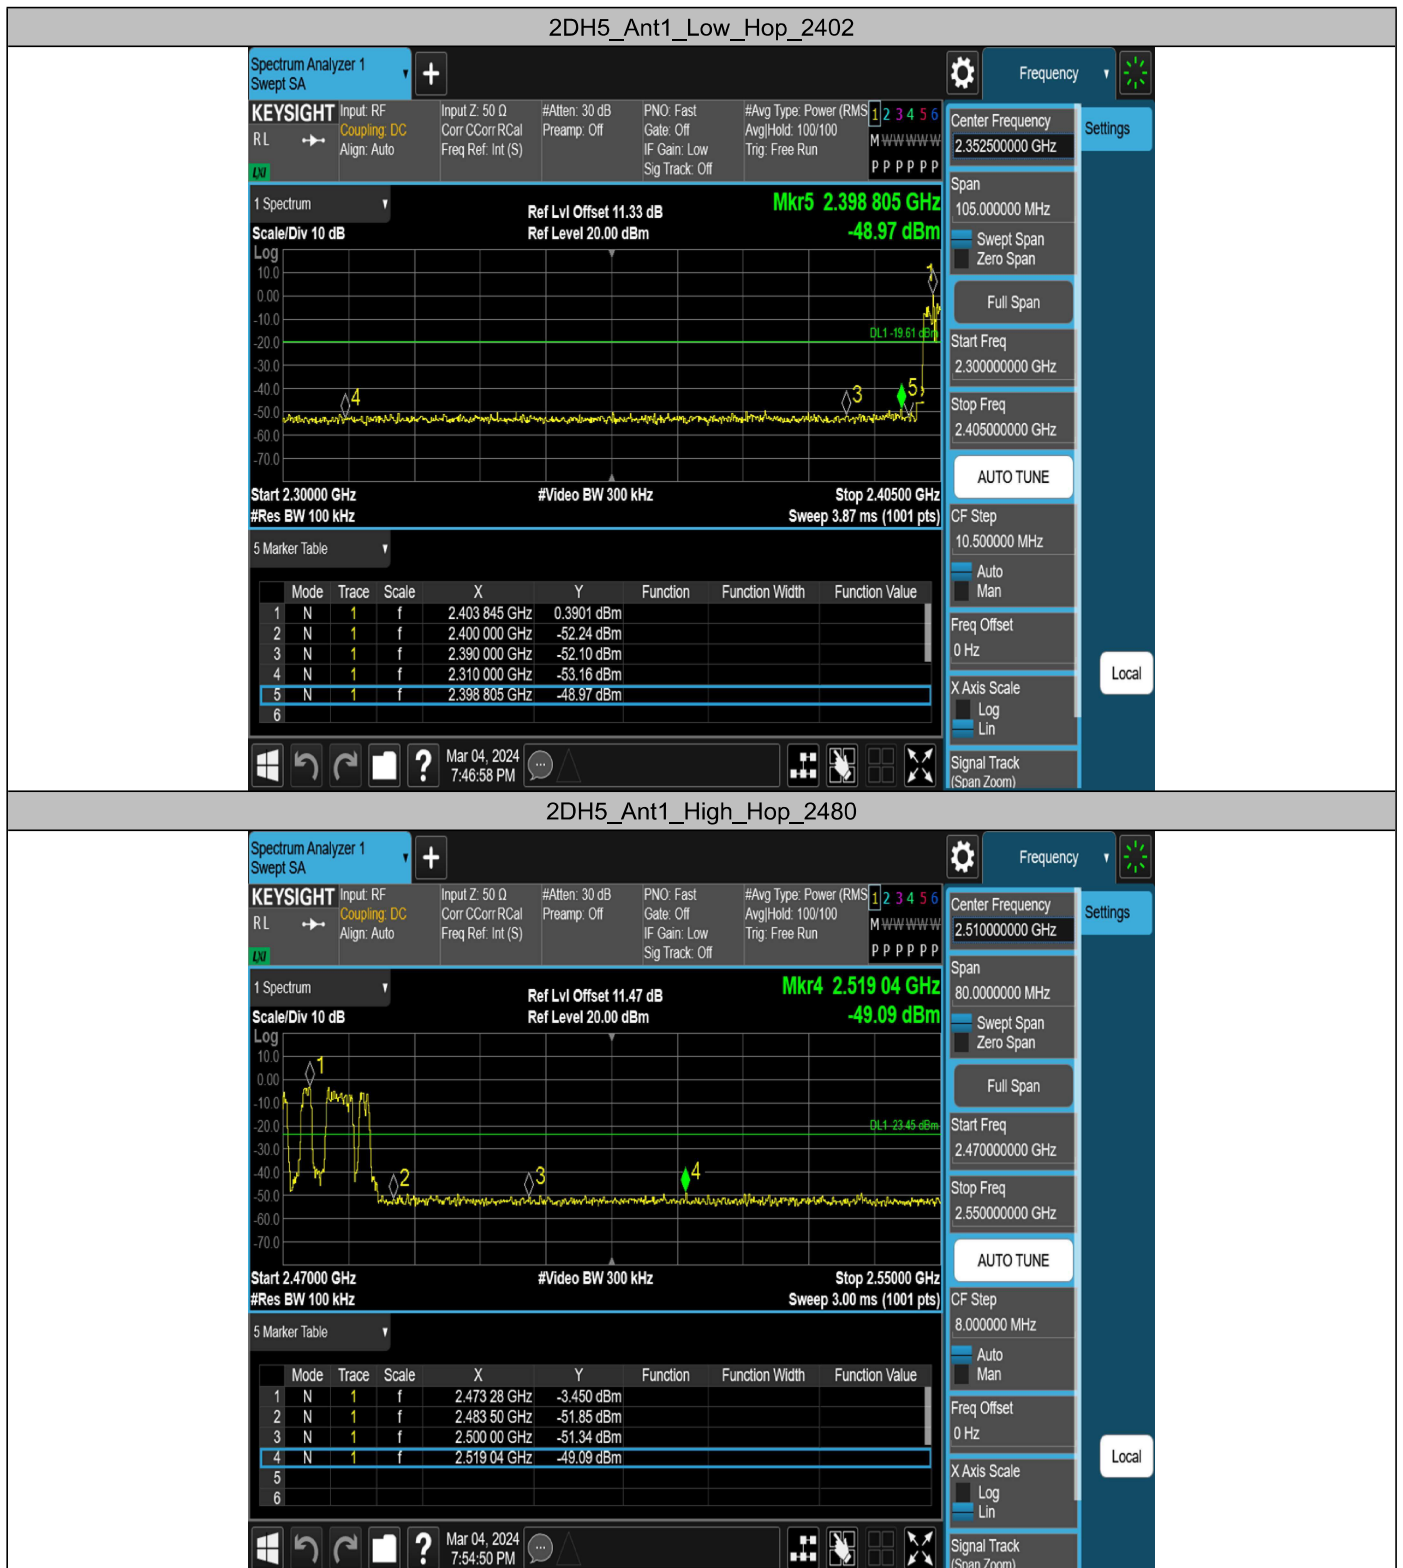 2DH5_Ant1_Low_Hop_2402
Spectrum Analyzer 1
Swept SA
+
Frequency
KEYSIGHT
RL
LXI
Input: RF
Coupling: DC
Align: Auto
Input Z: 50 Ω
Corr CCorr RCal
Freq Ref: Int (S)
#Atten: 30 dB
Preamp: Off
PNO: Fast
Gate: Off
IF Gain: Low
Sig Track: Off
#Avg Type: Power (RMS
Avg|Hold: 100/100
Trig: Free Run
1 2 3 4 5 6
M W W W W W
P P P P P P
1 Spectrum
Scale/Div 10 dB
Ref Lvl Offset 11.33 dB
Ref Level 20.00 dBm
Mkr5 2.398 805 GHz
-48.97 dBm
Log
10.0
0.00
-10.0
-20.0
-30.0
-40.0
-50.0
-60.0
-70.0
DL1 -19.61 dBm
1
4
3
5
Start 2.30000 GHz
#Res BW 100 kHz
#Video BW 300 kHz
Stop 2.40500 GHz
Sweep 3.87 ms (1001 pts)
5 Marker Table
Mode Trace Scale X Y Function Function Width Function Value
1 N 1 f 2.403 845 GHz 0.3901 dBm
2 N 1 f 2.400 000 GHz -52.24 dBm
3 N 1 f 2.390 000 GHz -52.10 dBm
4 N 1 f 2.310 000 GHz -53.16 dBm
5 N 1 f 2.398 805 GHz -48.97 dBm
6
?
Mar 04, 2024
7:46:58 PM
Center Frequency
2.352500000 GHz
Settings
Span
105.000000 MHz
Swept Span
Zero Span
Full Span
Start Freq
2.300000000 GHz
Stop Freq
2.405000000 GHz
AUTO TUNE
CF Step
10.500000 MHz
Auto
Man
Freq Offset
0 Hz
Local
X Axis Scale
Log
Lin
Signal Track
(Span Zoom)
2DH5_Ant1_High_Hop_2480
Spectrum Analyzer 1
Swept SA
+
Frequency
KEYSIGHT
RL
LXI
Input: RF
Coupling: DC
Align: Auto
Input Z: 50 Ω
Corr CCorr RCal
Freq Ref: Int (S)
#Atten: 30 dB
Preamp: Off
PNO: Fast
Gate: Off
IF Gain: Low
Sig Track: Off
#Avg Type: Power (RMS
Avg|Hold: 100/100
Trig: Free Run
1 2 3 4 5 6
M W W W W W
P P P P P P
1 Spectrum
Scale/Div 10 dB
Ref Lvl Offset 11.47 dB
Ref Level 20.00 dBm
Mkr4 2.519 04 GHz
-49.09 dBm
Log
10.0
0.00
-10.0
-20.0
-30.0
-40.0
-50.0
-60.0
-70.0
DL1 -23.45 dBm
1
2
3
4
Start 2.47000 GHz
#Res BW 100 kHz
#Video BW 300 kHz
Stop 2.55000 GHz
Sweep 3.00 ms (1001 pts)
5 Marker Table
Mode Trace Scale X Y Function Function Width Function Value
1 N 1 f 2.473 28 GHz -3.450 dBm
2 N 1 f 2.483 50 GHz -51.85 dBm
3 N 1 f 2.500 00 GHz -51.34 dBm
4 N 1 f 2.519 04 GHz -49.09 dBm
5
6
?
Mar 04, 2024
7:54:50 PM
Center Frequency
2.510000000 GHz
Settings
Span
80.0000000 MHz
Swept Span
Zero Span
Full Span
Start Freq
2.470000000 GHz
Stop Freq
2.550000000 GHz
AUTO TUNE
CF Step
8.000000 MHz
Auto
Man
Freq Offset
0 Hz
Local
X Axis Scale
Log
Lin
Signal Track
(Span Zoom)